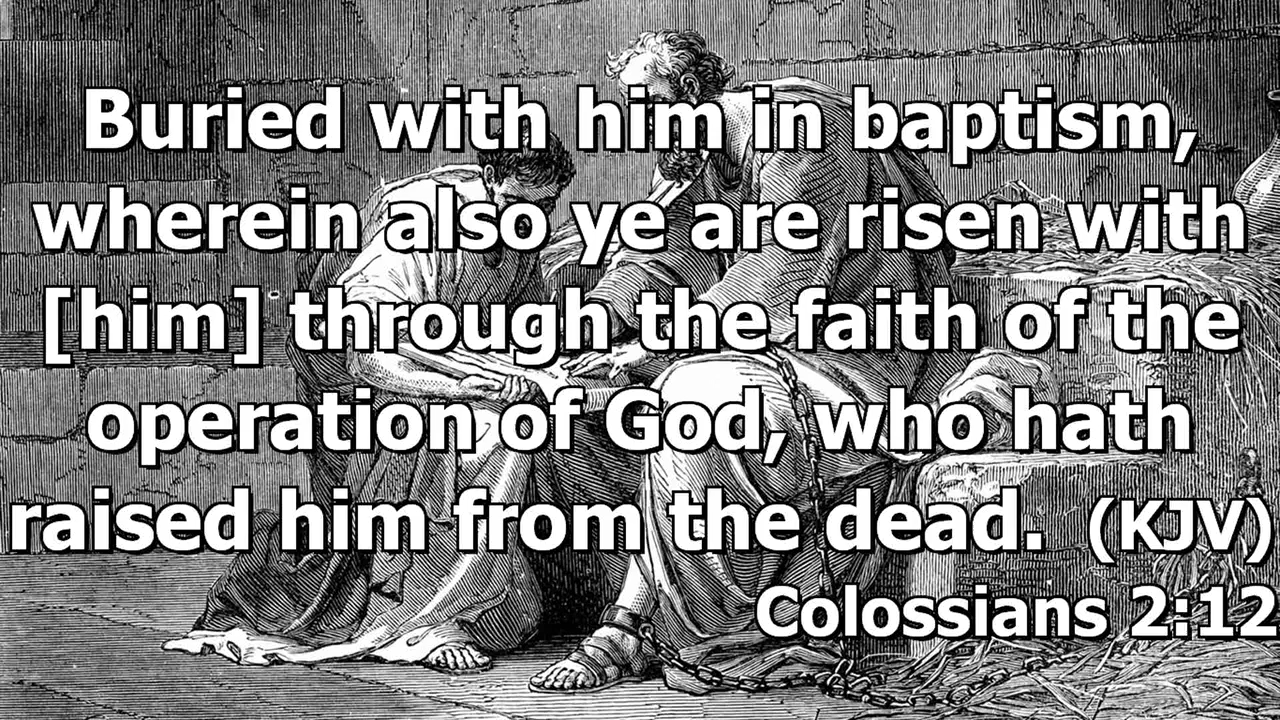 Buried with him in baptism,
wherein also ye are risen with
[him] through the faith of the
operation of God, who hath
raised him from the dead. (KJV)
Colossians 2:12